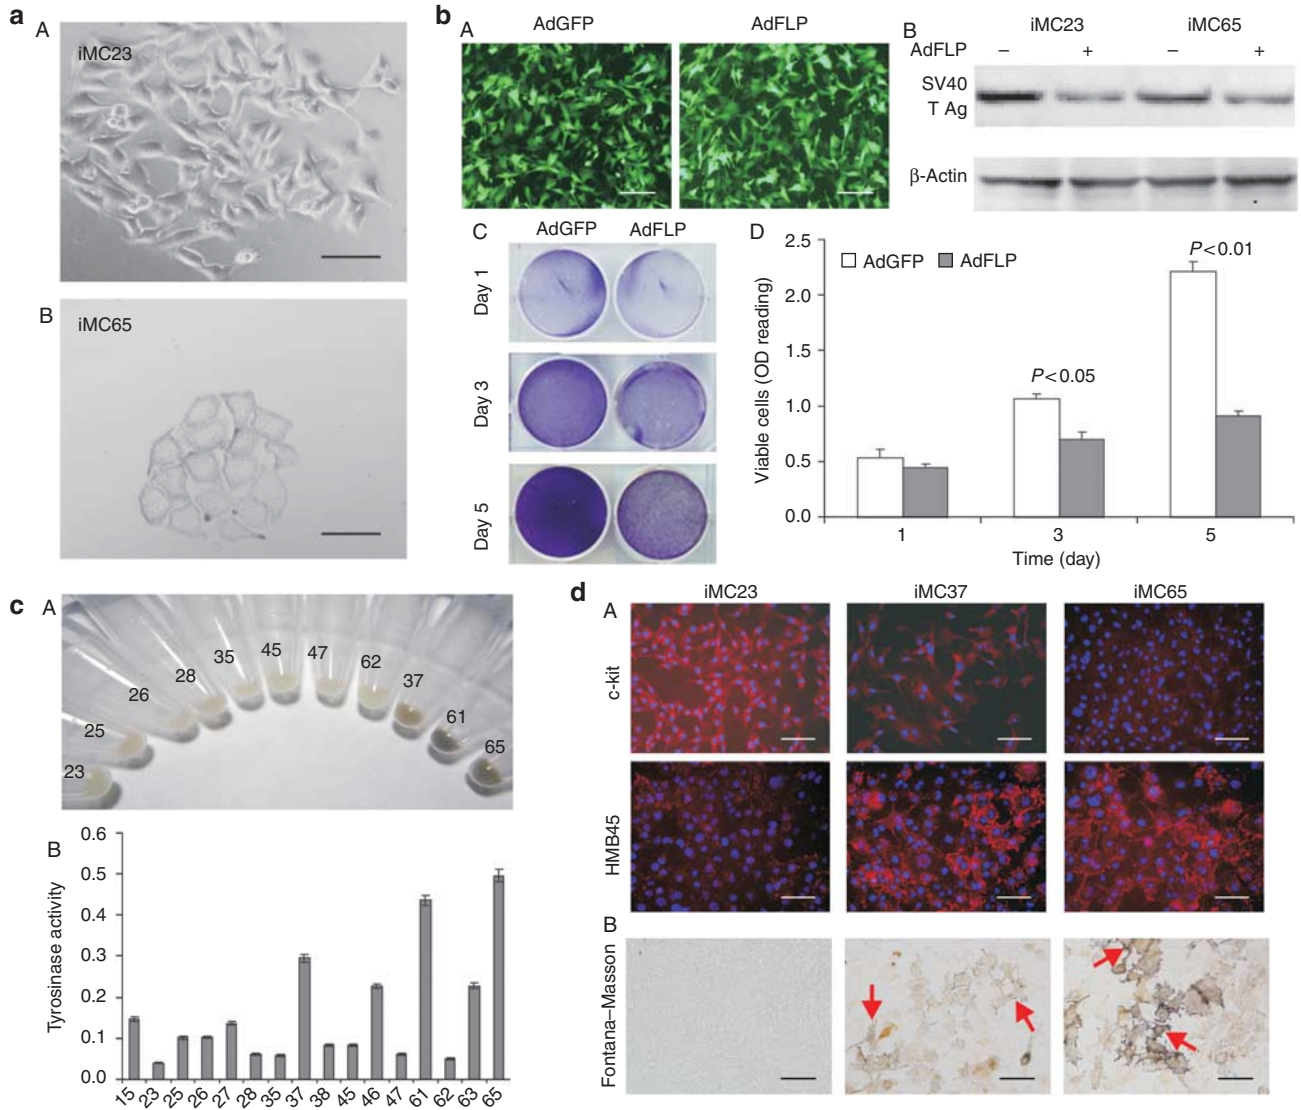 a
A
iMC23
B
iMC65
b
A
AdGFP
AdFLP
B
iMC23
iMC65
AdFLP
−
+
−
+
SV40
T Ag
β-Actin
C
AdGFP
AdFLP
Day 1
Day 3
Day 5
D
Viable cells (OD reading)
2.5
2.0
1.5
1.0
0.5
0.0
AdGFP
AdFLP
P<0.05
P<0.01
1
3
5
Time (day)
c
A
23
25
26
28
35
45
47
62
37
61
65
B
Tyrosinase activity
0.6
0.5
0.4
0.3
0.2
0.1
0.0
15
23
25
26
27
28
35
37
38
45
46
47
61
62
63
65
d
iMC23
iMC37
iMC65
A
c-kit
HMB45
B
Fontana–Masson